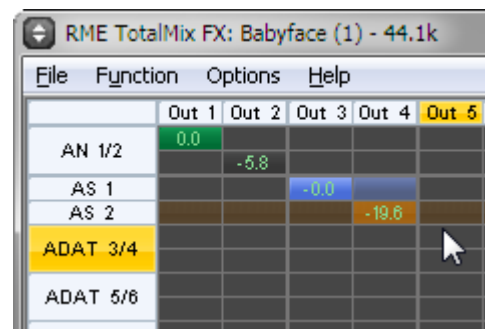 RME TotalMix FX: Babyface (1) - 44.1k
File Function Options Help
Out 1 Out 2 Out 3 Out 4 Out 5
AN 1/2 0.0
-5.8
AS 1 -0.0
AS 2 -19.6
ADAT 3/4
ADAT 5/6